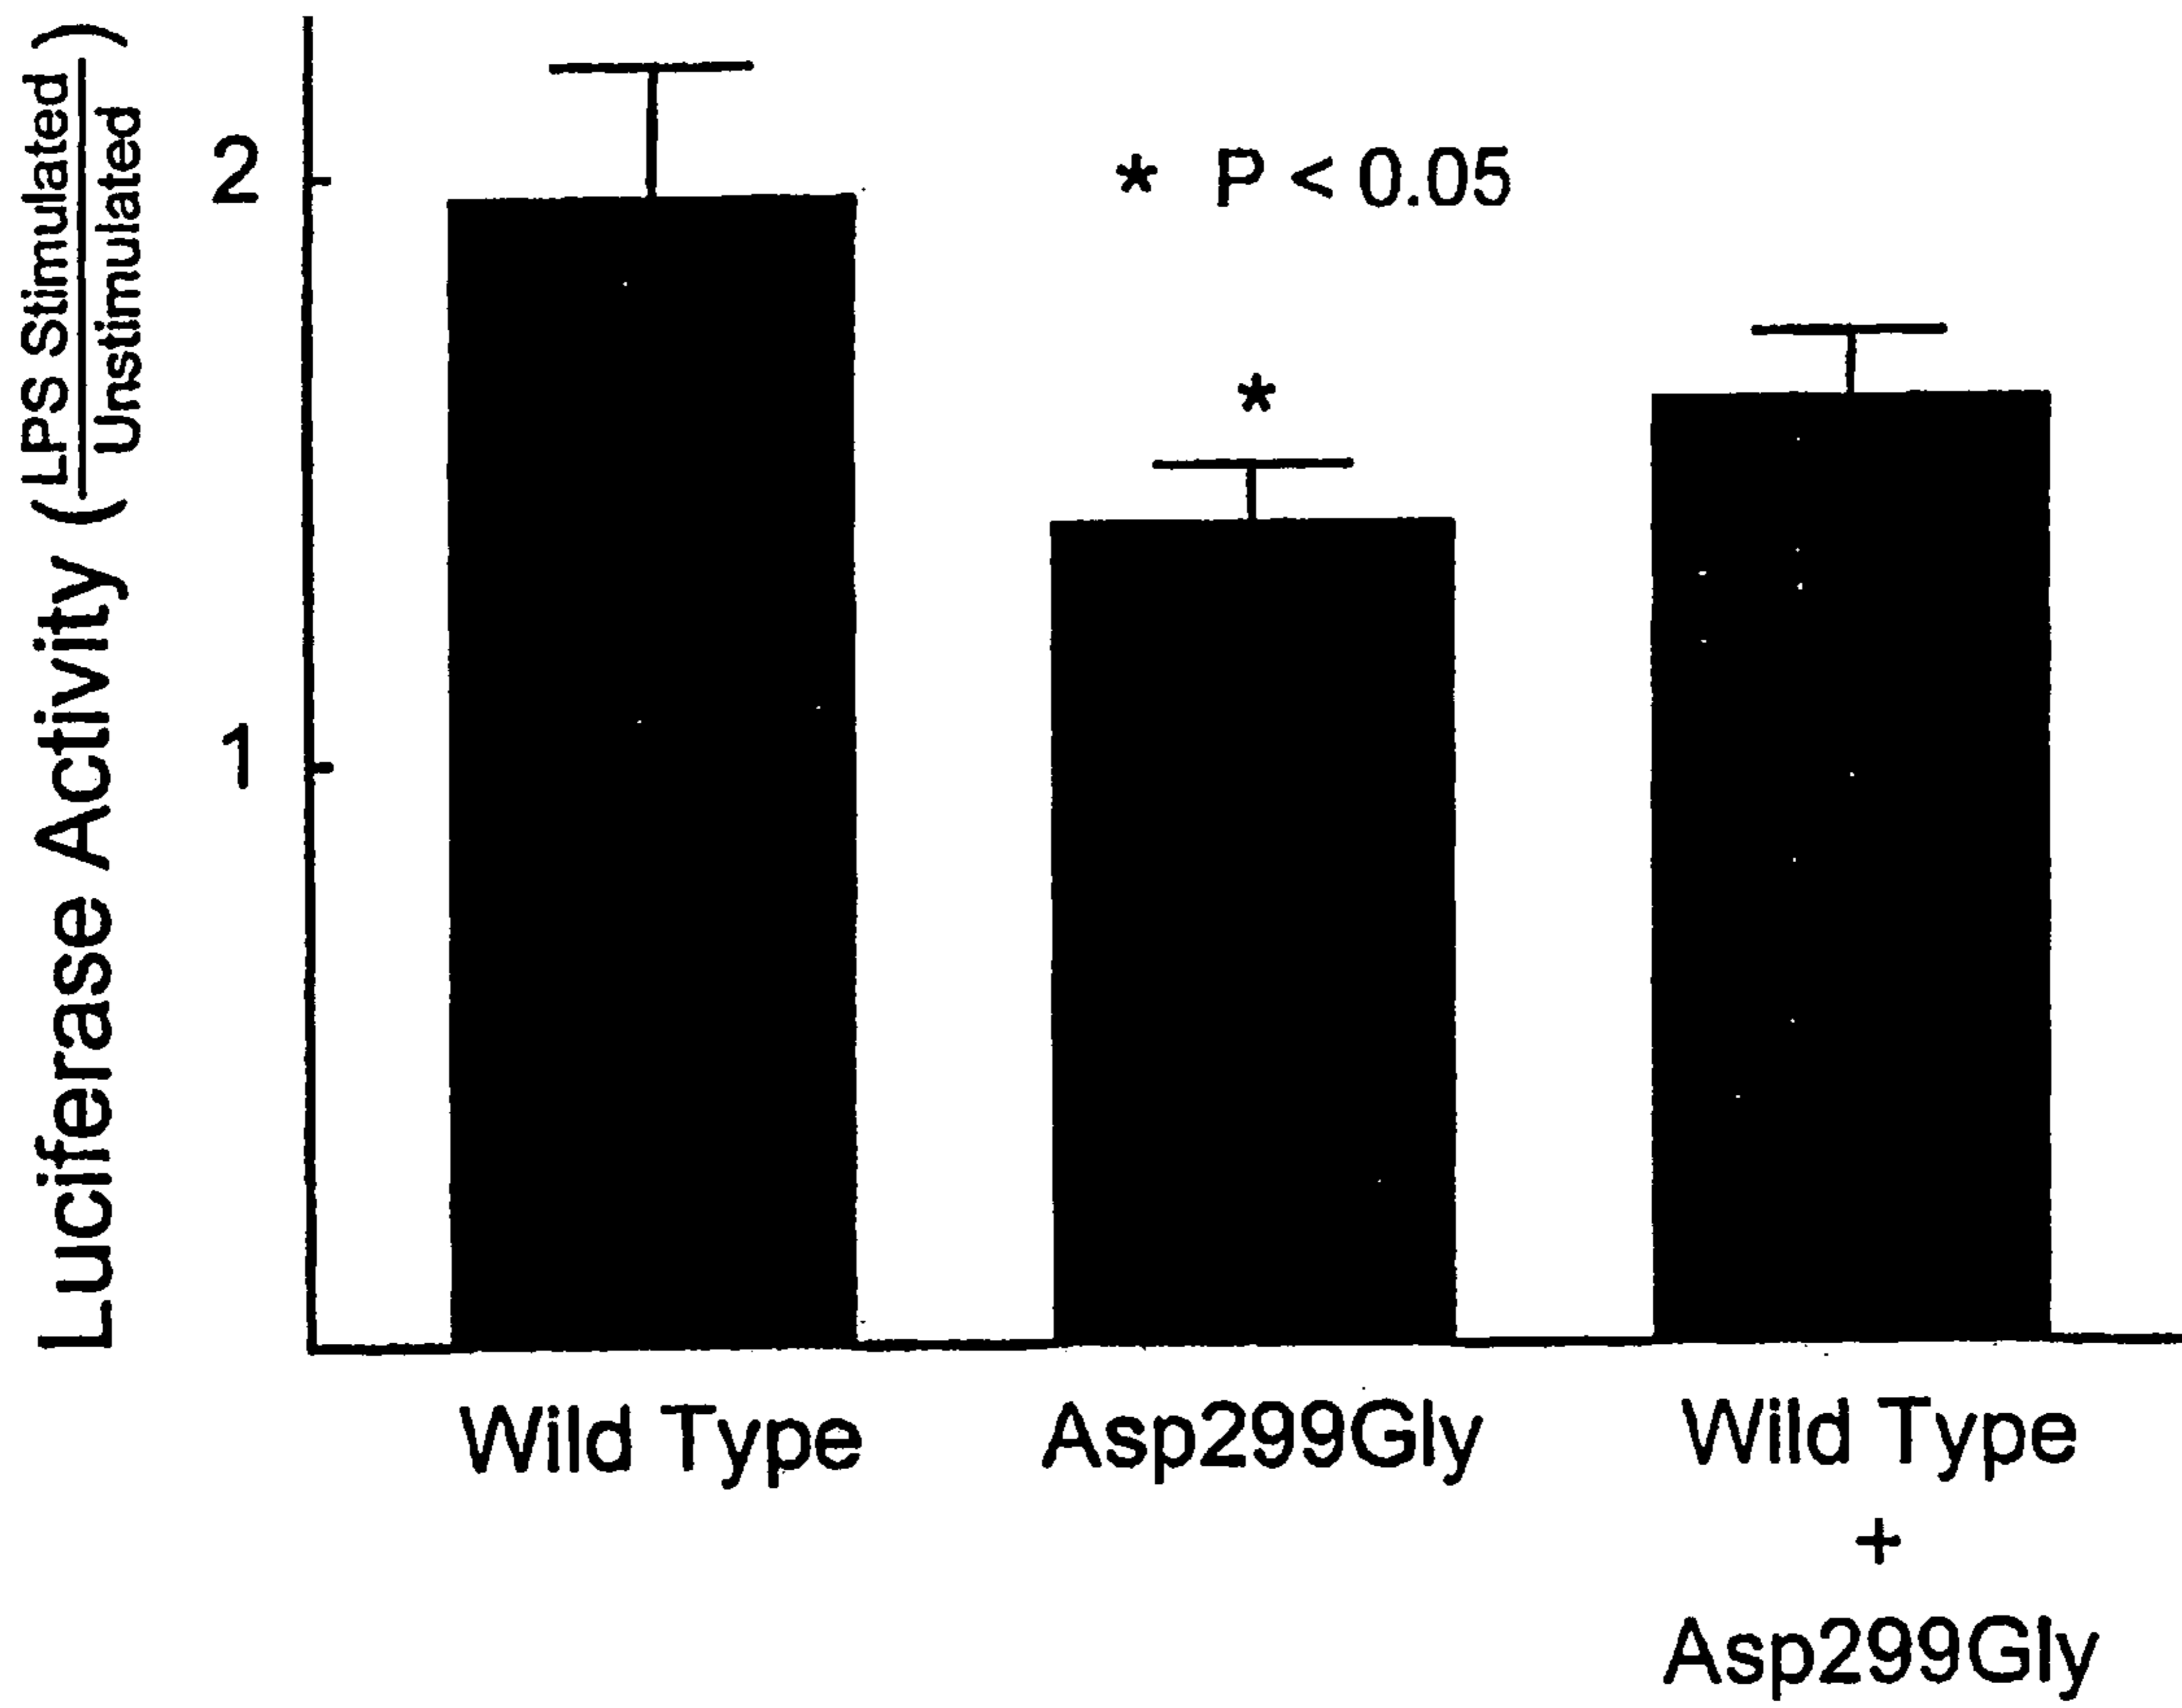 Luciferase Activity (LPS Stimulated / Unstimulated)
2
1
* P < 0.05
*
Wild Type
Asp299Gly
Wild Type
+
Asp299Gly